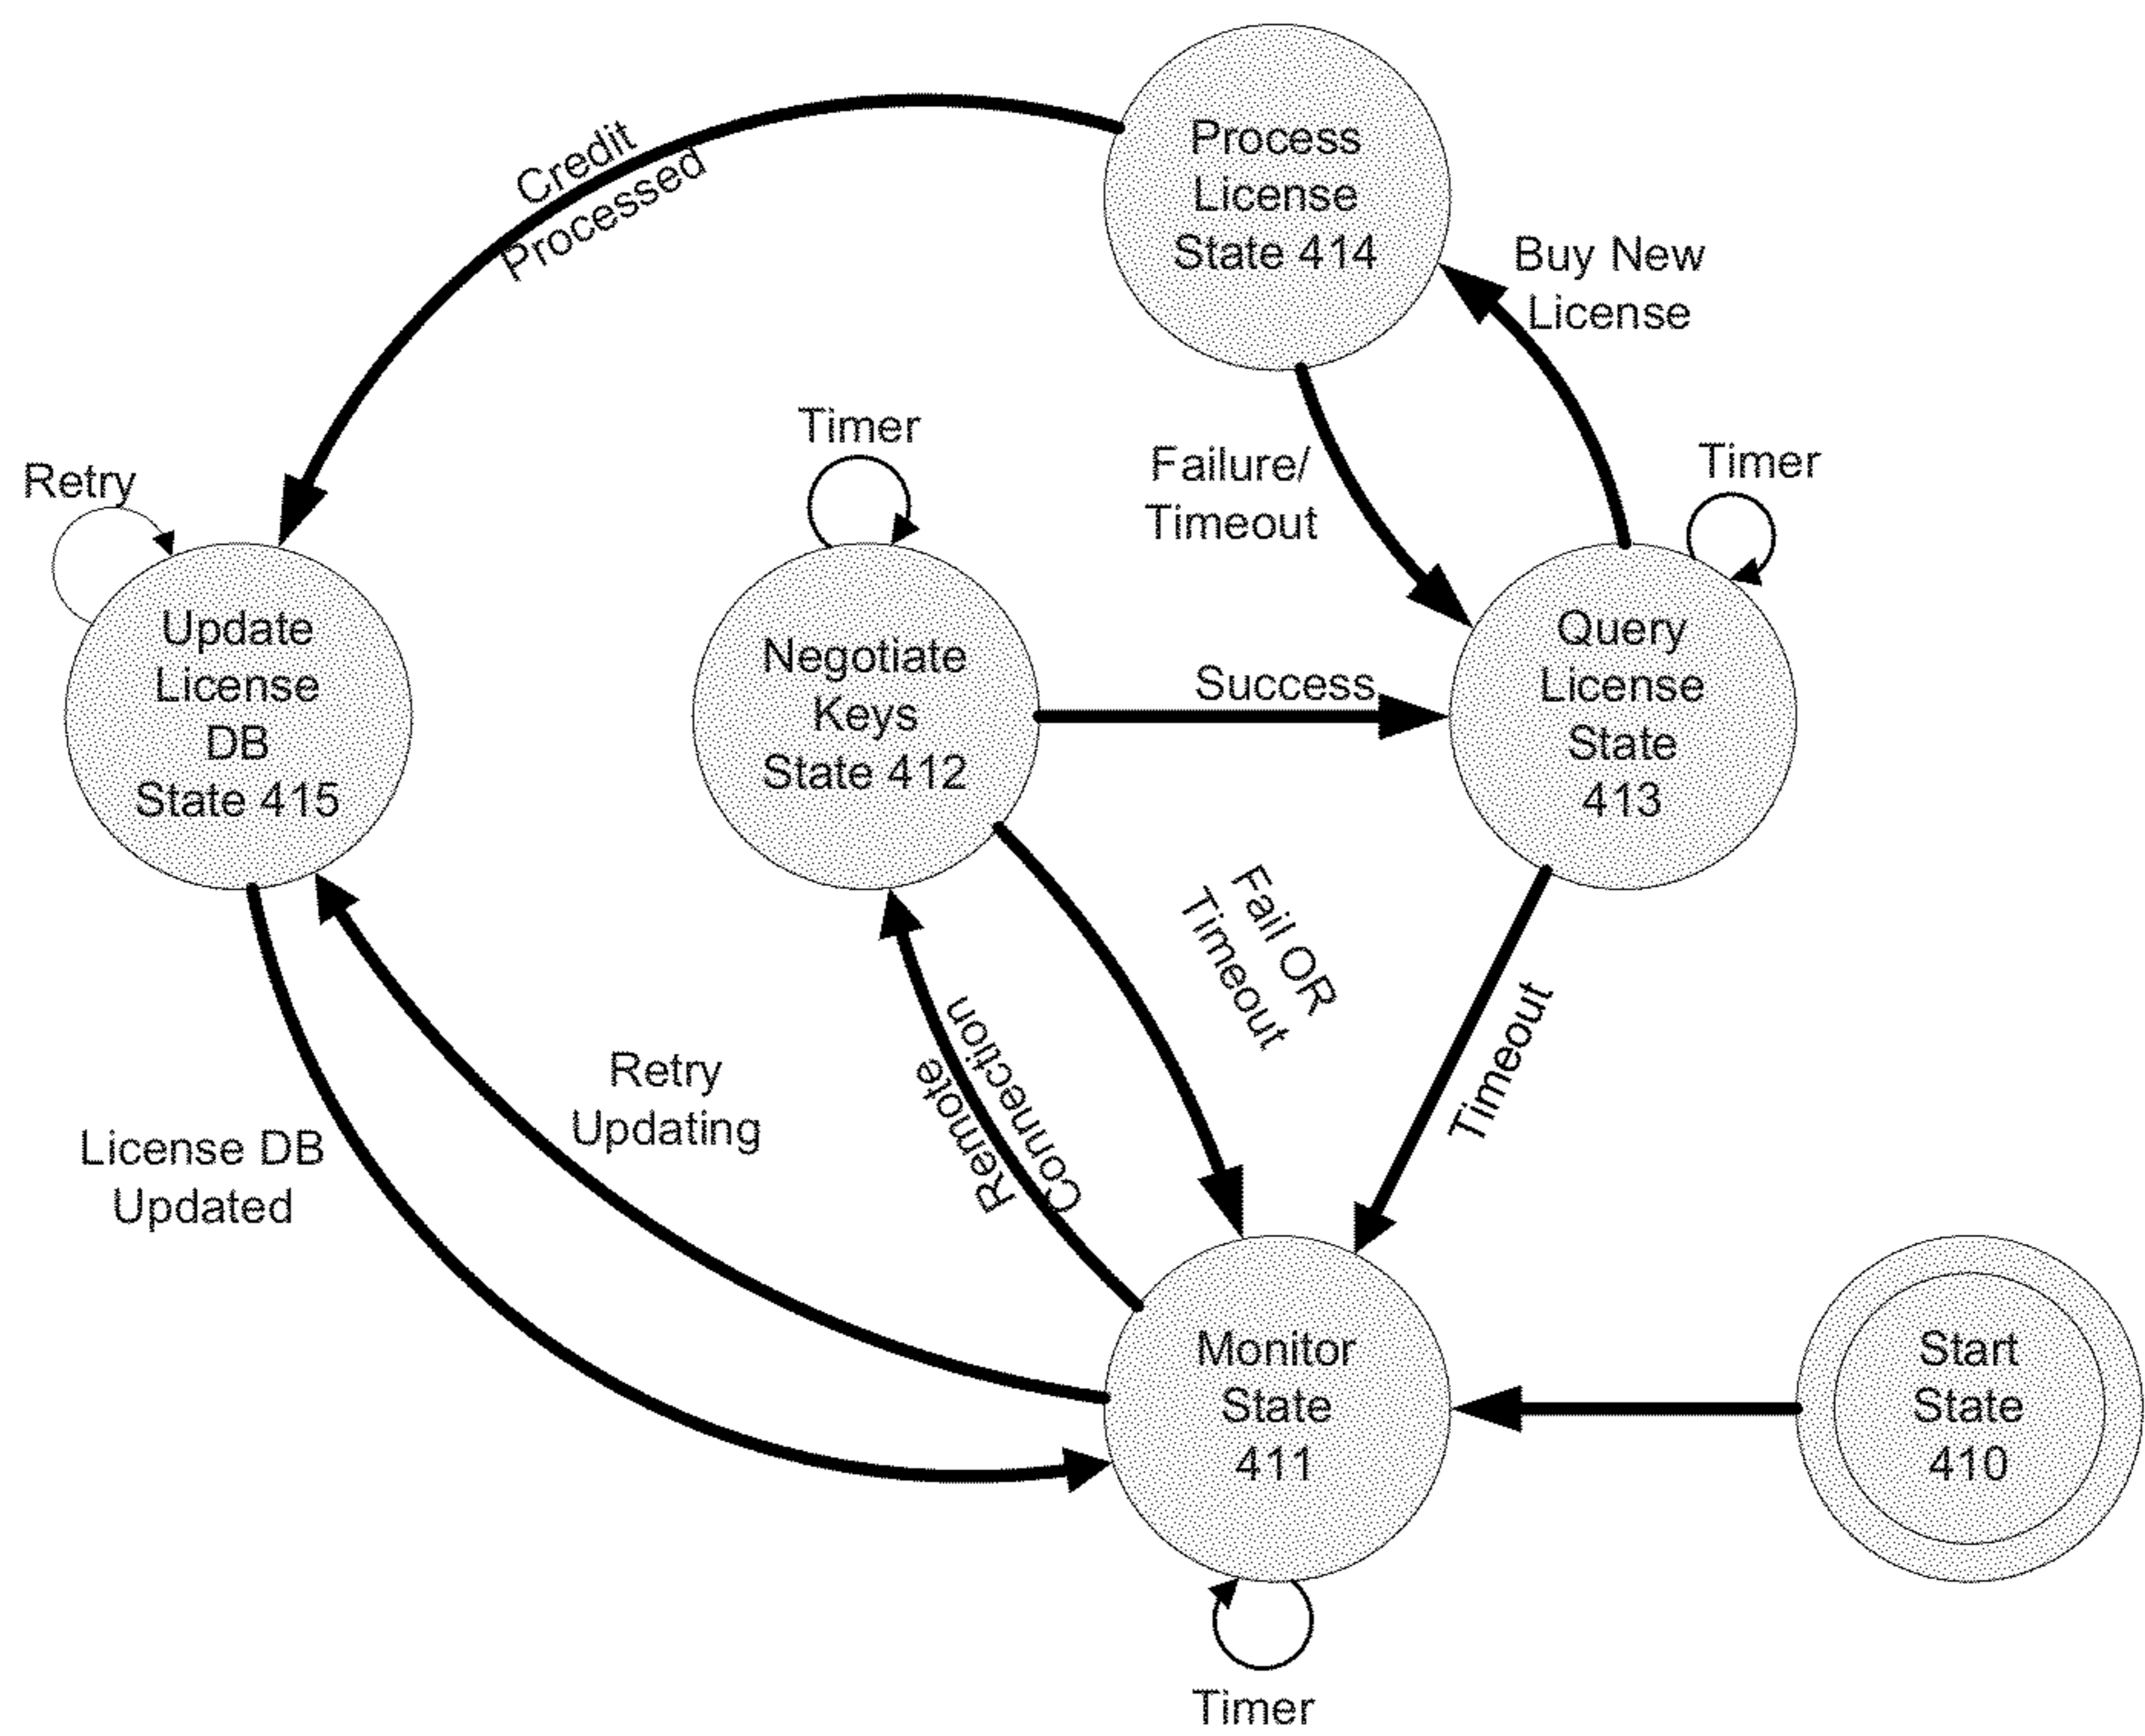 Process
License
State 414
Credit
Processed
Buy New
License
Timer
Failure/
Timeout
Timer
Retry
Update
License
DB
State 415
Negotiate
Keys
State 412
Success
Query
License
State
413
Fail OR
Timeout
Remote
Connection
Timeout
Retry
Updating
License DB
Updated
Monitor
State
411
Start
State
410
Timer